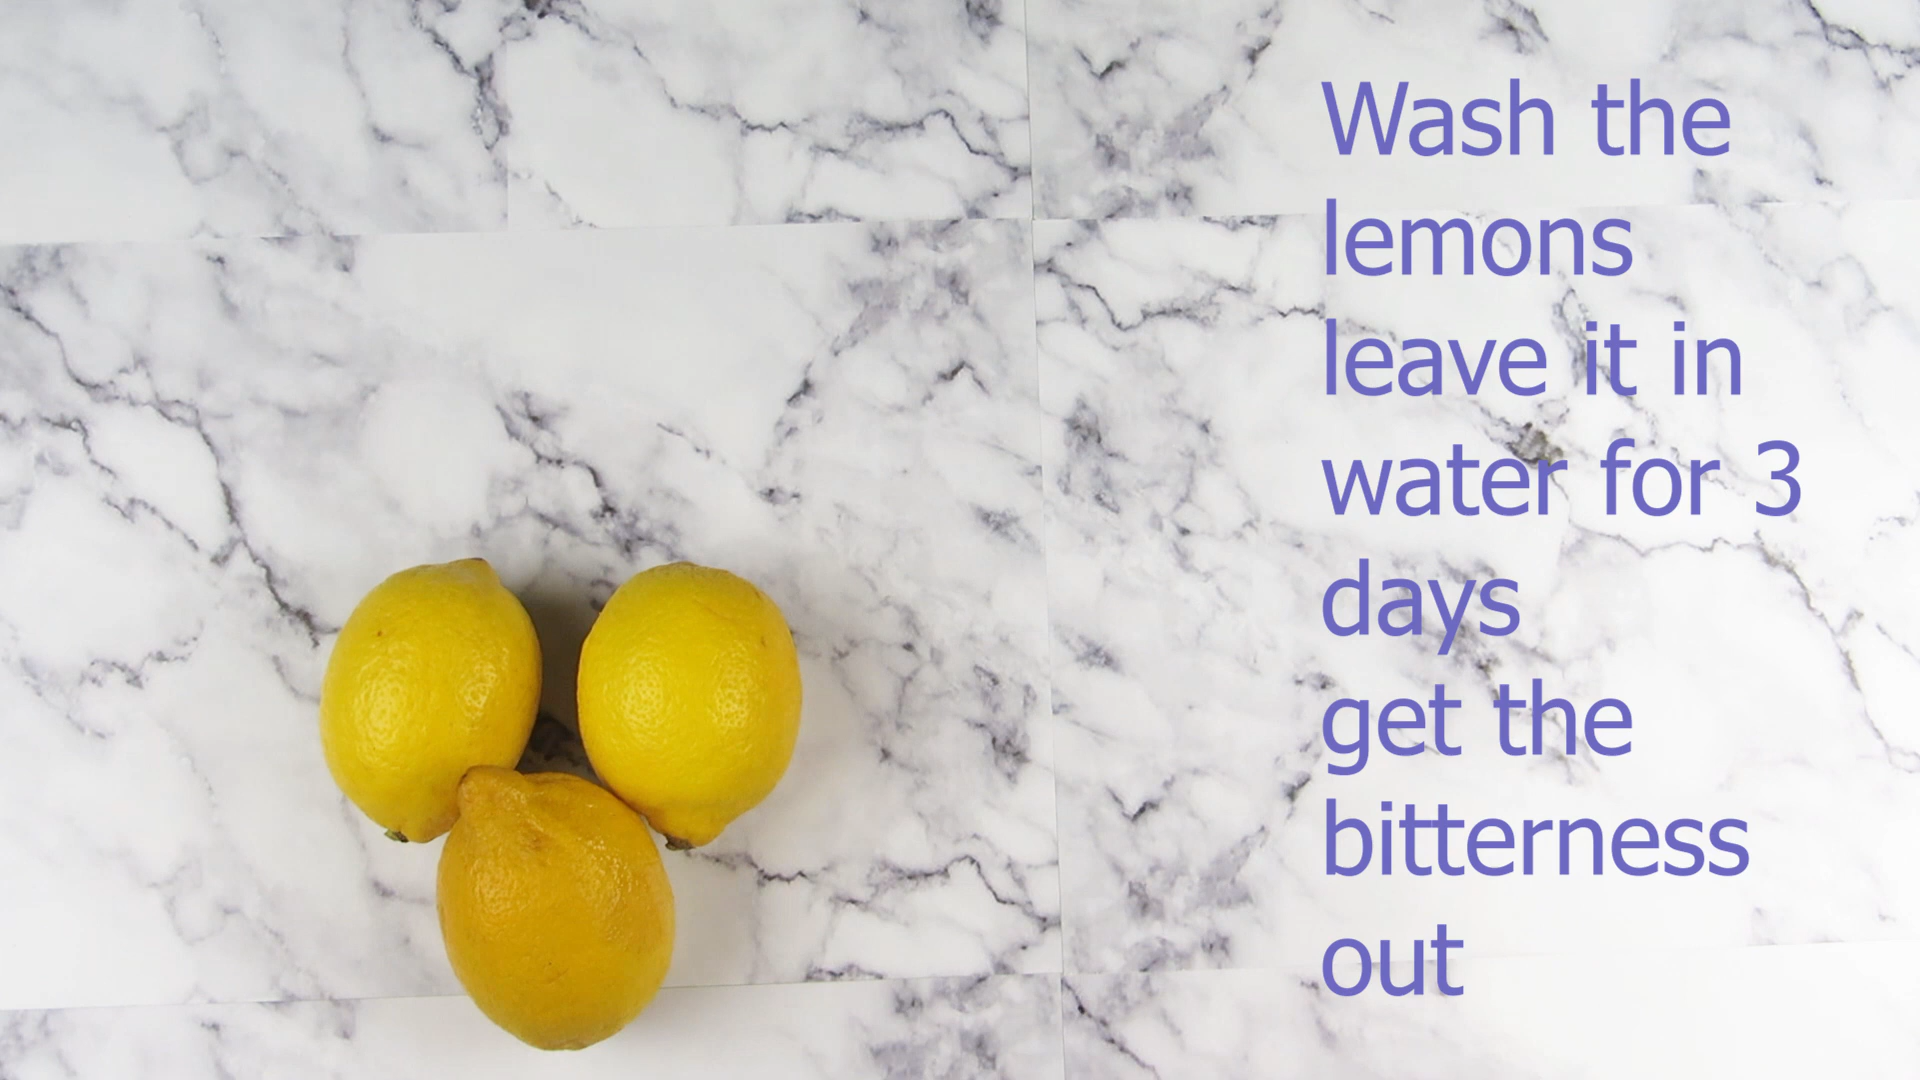 Wash the
lemons
leave it in
water for 3
days
get the
bitterness
out